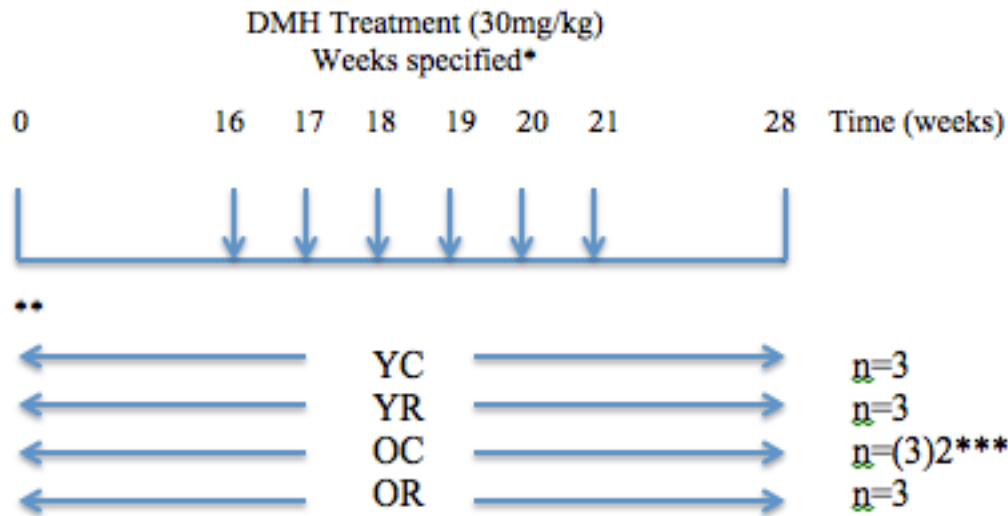 DMH Treatment (30mg/kg)
Weeks specified*
0 16 17 18 19 20 21 28 Time (weeks)
**
YC n=3
YR n=3
OC n=(3)2***
OR n=3